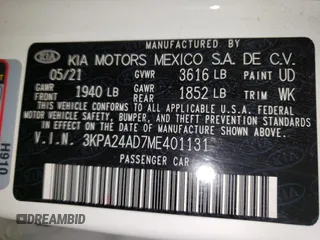 MANUFACTURED BY
KIA KIA MOTORS MEXICO S.A. DE C.V.
05/21 GVWR 3616 LB PAINT UD
GAWR FRONT 1940 LB GAWR REAR 1852 LB TRIM WK
THIS VEHICLE CONFORMS TO ALL APPLICABLE U.S. FEDERAL
MOTOR VEHICLE SAFETY, BUMPER, AND THEFT PREVENTION STANDARDS
IN EFFECT ON THE DATE OF MANUFACTURE SHOWN ABOVE.
V.I.N. 3KPA24AD7ME401131
PASSENGER CAR
H910
DREAMBID